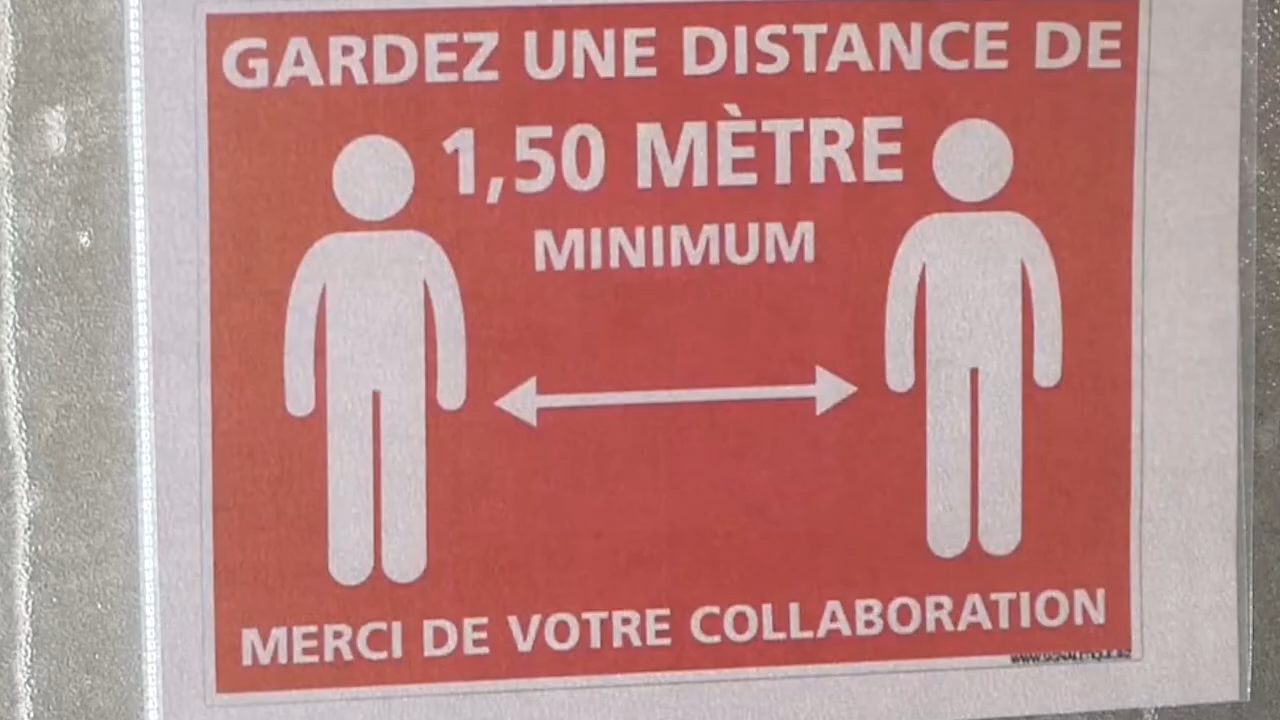 GARDEZ UNE DISTANCE DE
1,50 MÈTRE
MINIMUM
MERCI DE VOTRE COLLABORATION